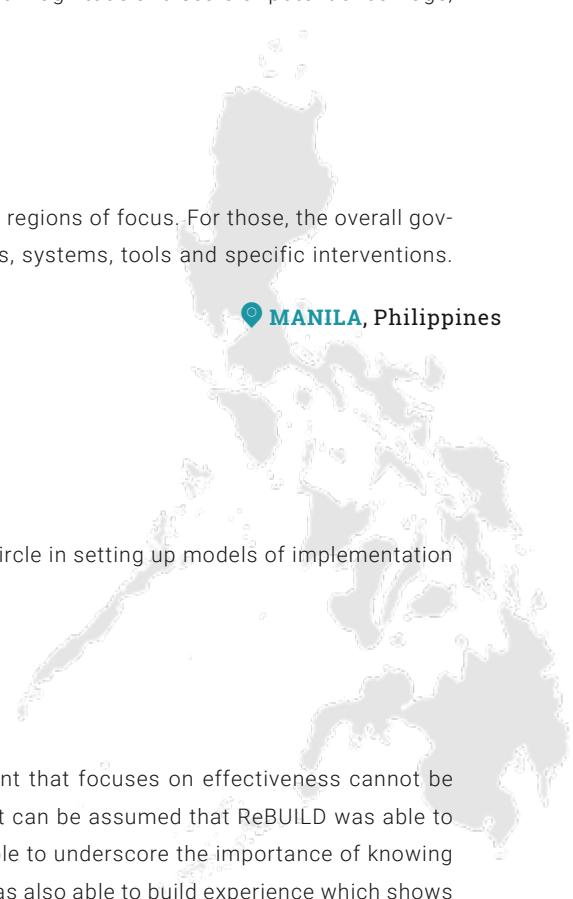 regions of focus. For those, the overall gov-
s, systems, tools and specific interventions.
MANILA, Philippines
ircle in setting up models of implementation
nt that focuses on effectiveness cannot be
t can be assumed that ReBUILD was able to
le to underscore the importance of knowing
as also able to build experience which shows